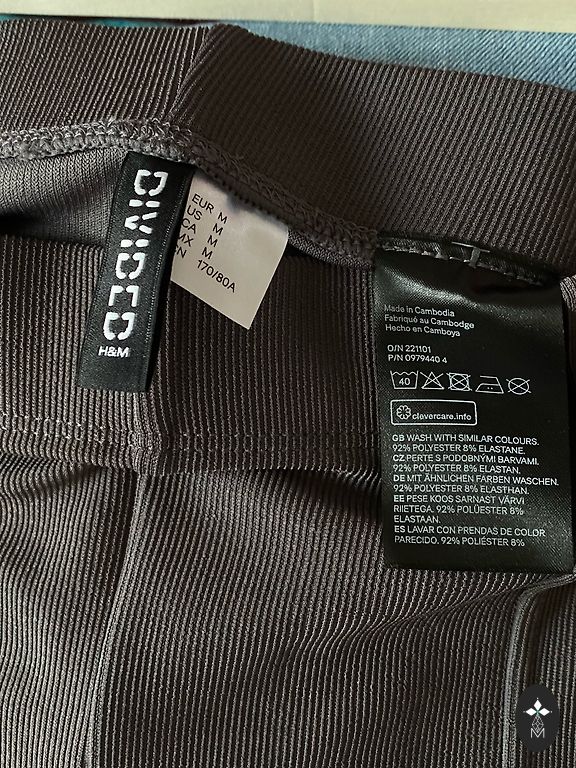 DIVIDED
H&M
EUR M
US M
CA M
MX M
CN 170/80A
Made in Cambodia
Fabriqué au Cambodge
Hecho en Camboya
O/N 221101
P/N 0979440 4
40
clevercare.info
GB WASH WITH SIMILAR COLOURS.
92% POLYESTER 8% ELASTANE.
CZ PERTE S PODOBNÝMI BARVAMI.
92% POLYESTER 8% ELASTAN.
DE MIT ÄHNLICHEN FARBEN WASCHEN.
92% POLYESTER 8% ELASTHAN.
EE PESE KOOS SARNAST VÄRVI
RIIETEGA. 92% POLÜESTER 8%
ELASTAAN.
ES LAVAR CON PRENDAS DE COLOR
PARECIDO. 92% POLIÉSTER 8%
M